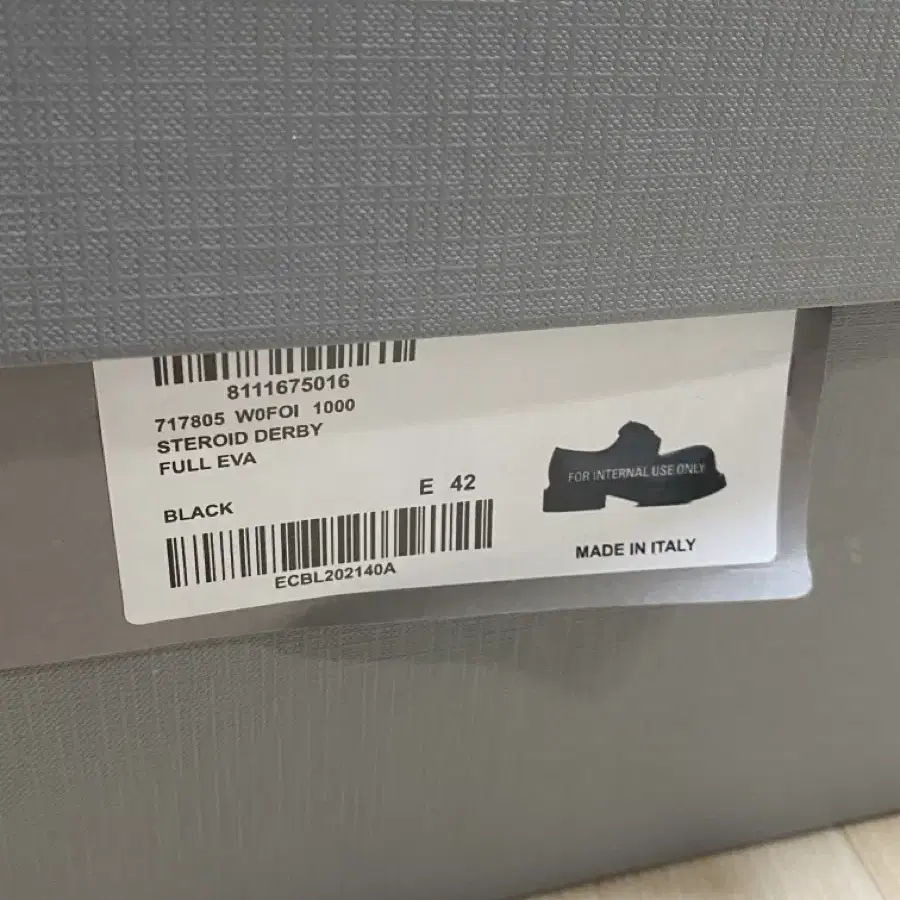 8111675016
717805 W0FOI 1000
STEROID DERBY
FULL EVA
E 42
BLACK
FOR INTERNAL USE ONLY
ECBL202140A
MADE IN ITALY